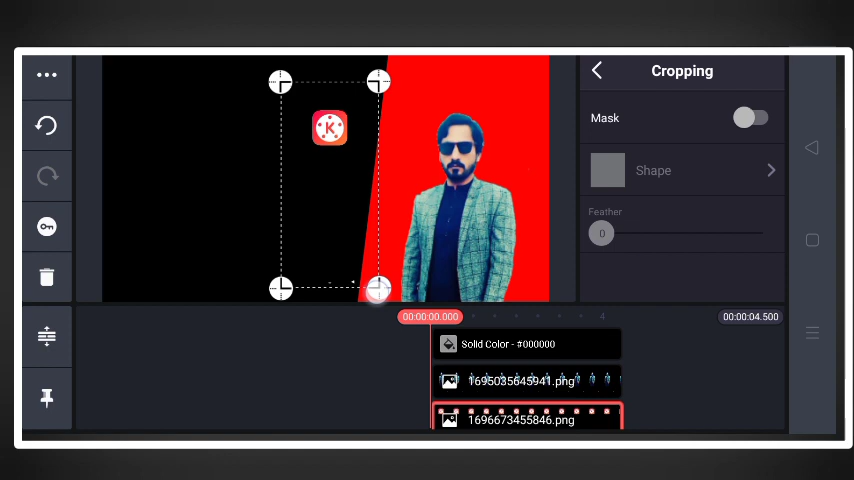 Cropping
Mask
Shape
Feather
0
K
00:00:00.000
4
00:00:04.500
Solid Color - #000000
1695035645941.png
1696673455846.png